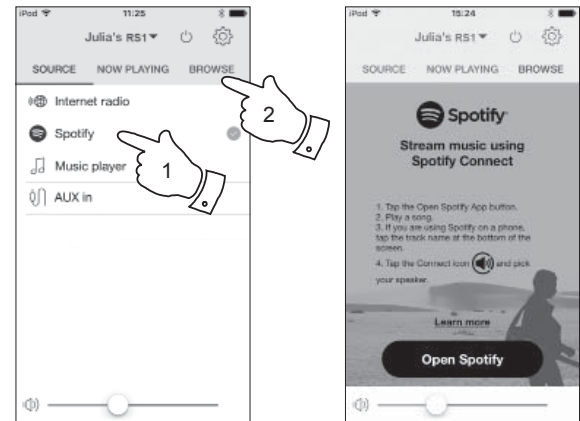 iPod
11:25
Julia's RS1
SOURCE NOW PLAYING BROWSE
Internet radio
Spotify
Music player
AUX in
1
2
iPod
15:24
Julia's RS1
SOURCE NOW PLAYING BROWSE
Spotify
Stream music using
Spotify Connect
1. Tap the Open Spotify App button.
2. Play a song.
3. If you are using Spotify on a phone,
tap the track name at the bottom of the
screen.
4. Tap the Connect icon and pick
your speaker.
Learn more
Open Spotify